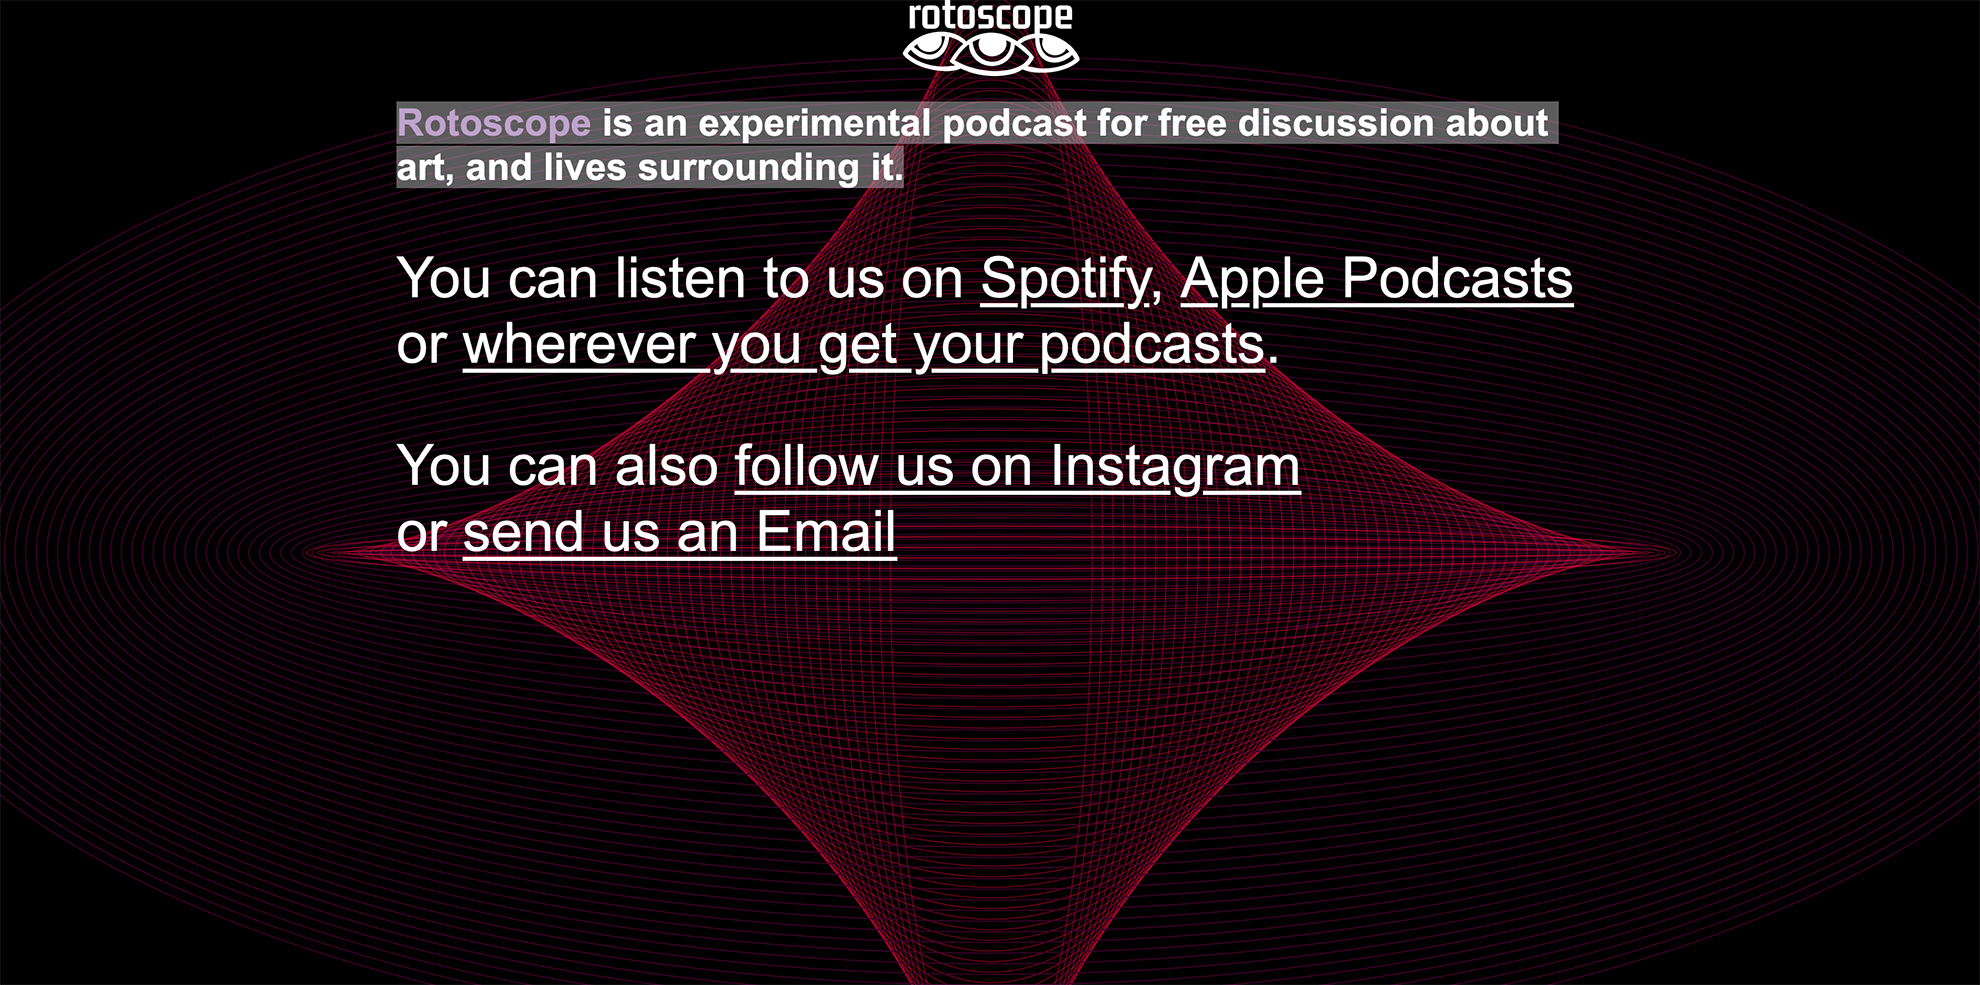 rotoscope
Rotoscope is an experimental podcast for free discussion about
art, and lives surrounding it.
You can listen to us on Spotify, Apple Podcasts
or wherever you get your podcasts.
You can also follow us on Instagram
or send us an Email